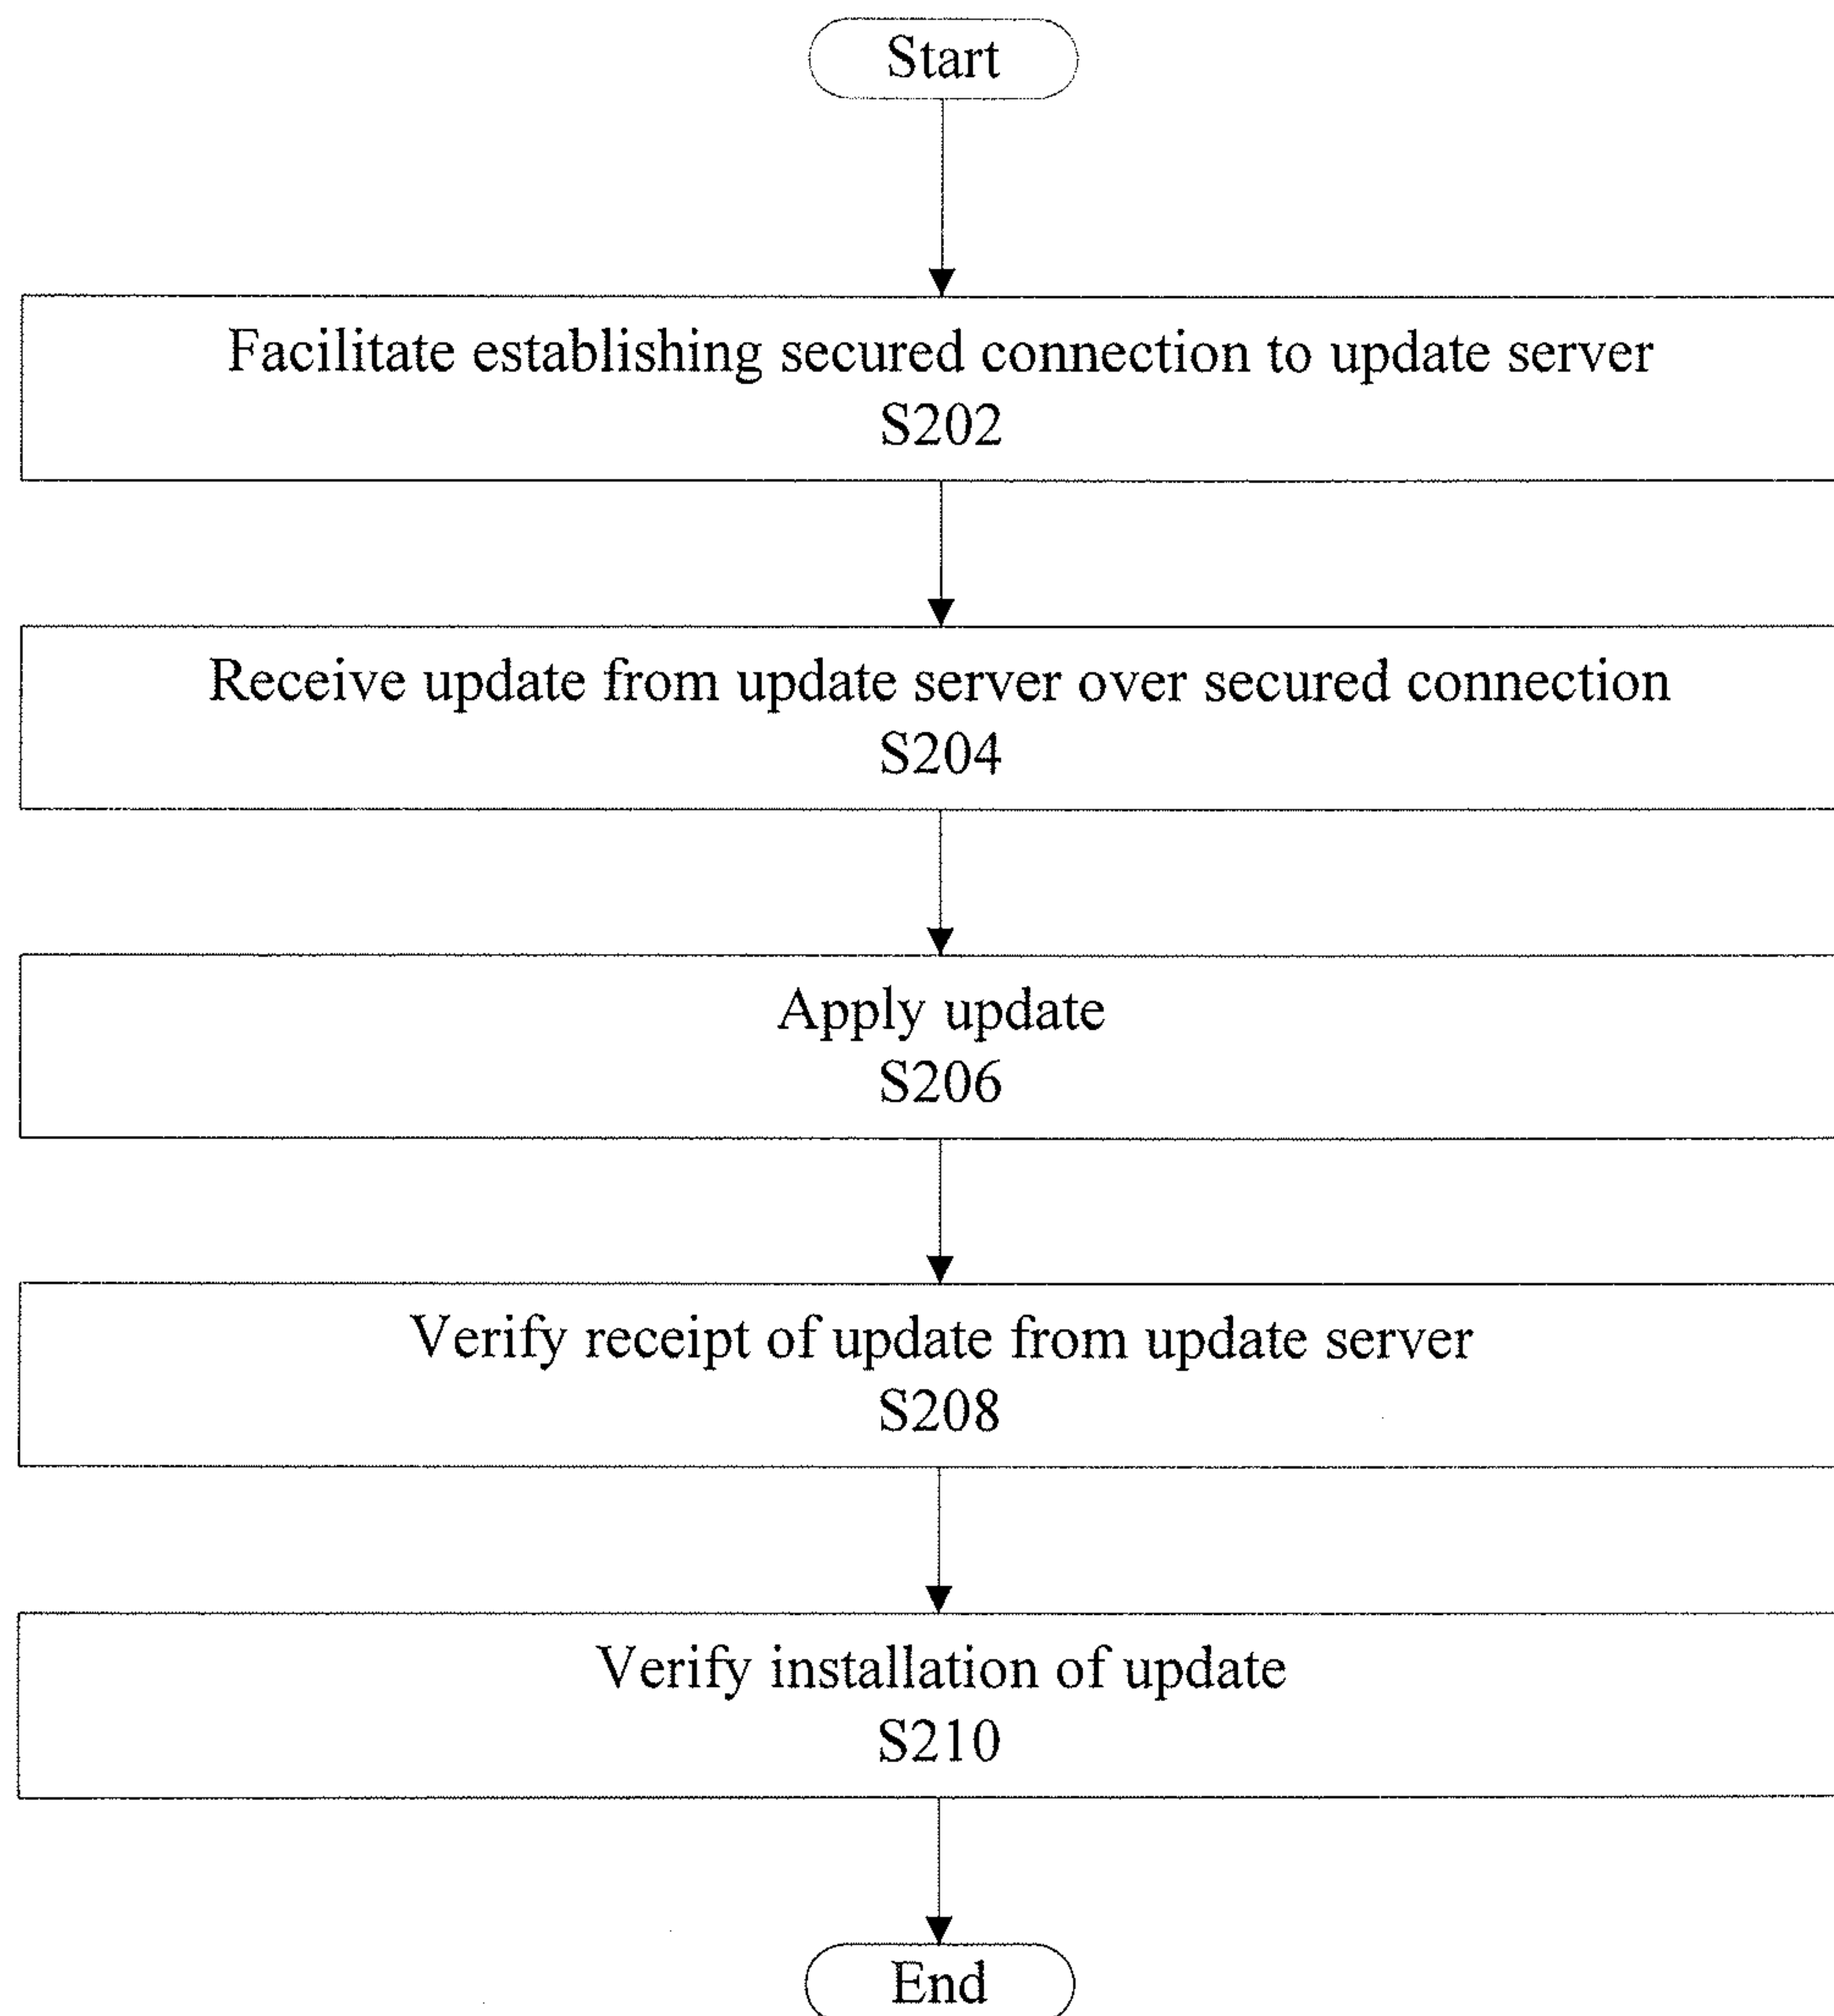 Start
Facilitate establishing secured connection to update server
S202
Receive update from update server over secured connection
S204
Apply update
S206
Verify receipt of update from update server
S208
Verify installation of update
S210
End